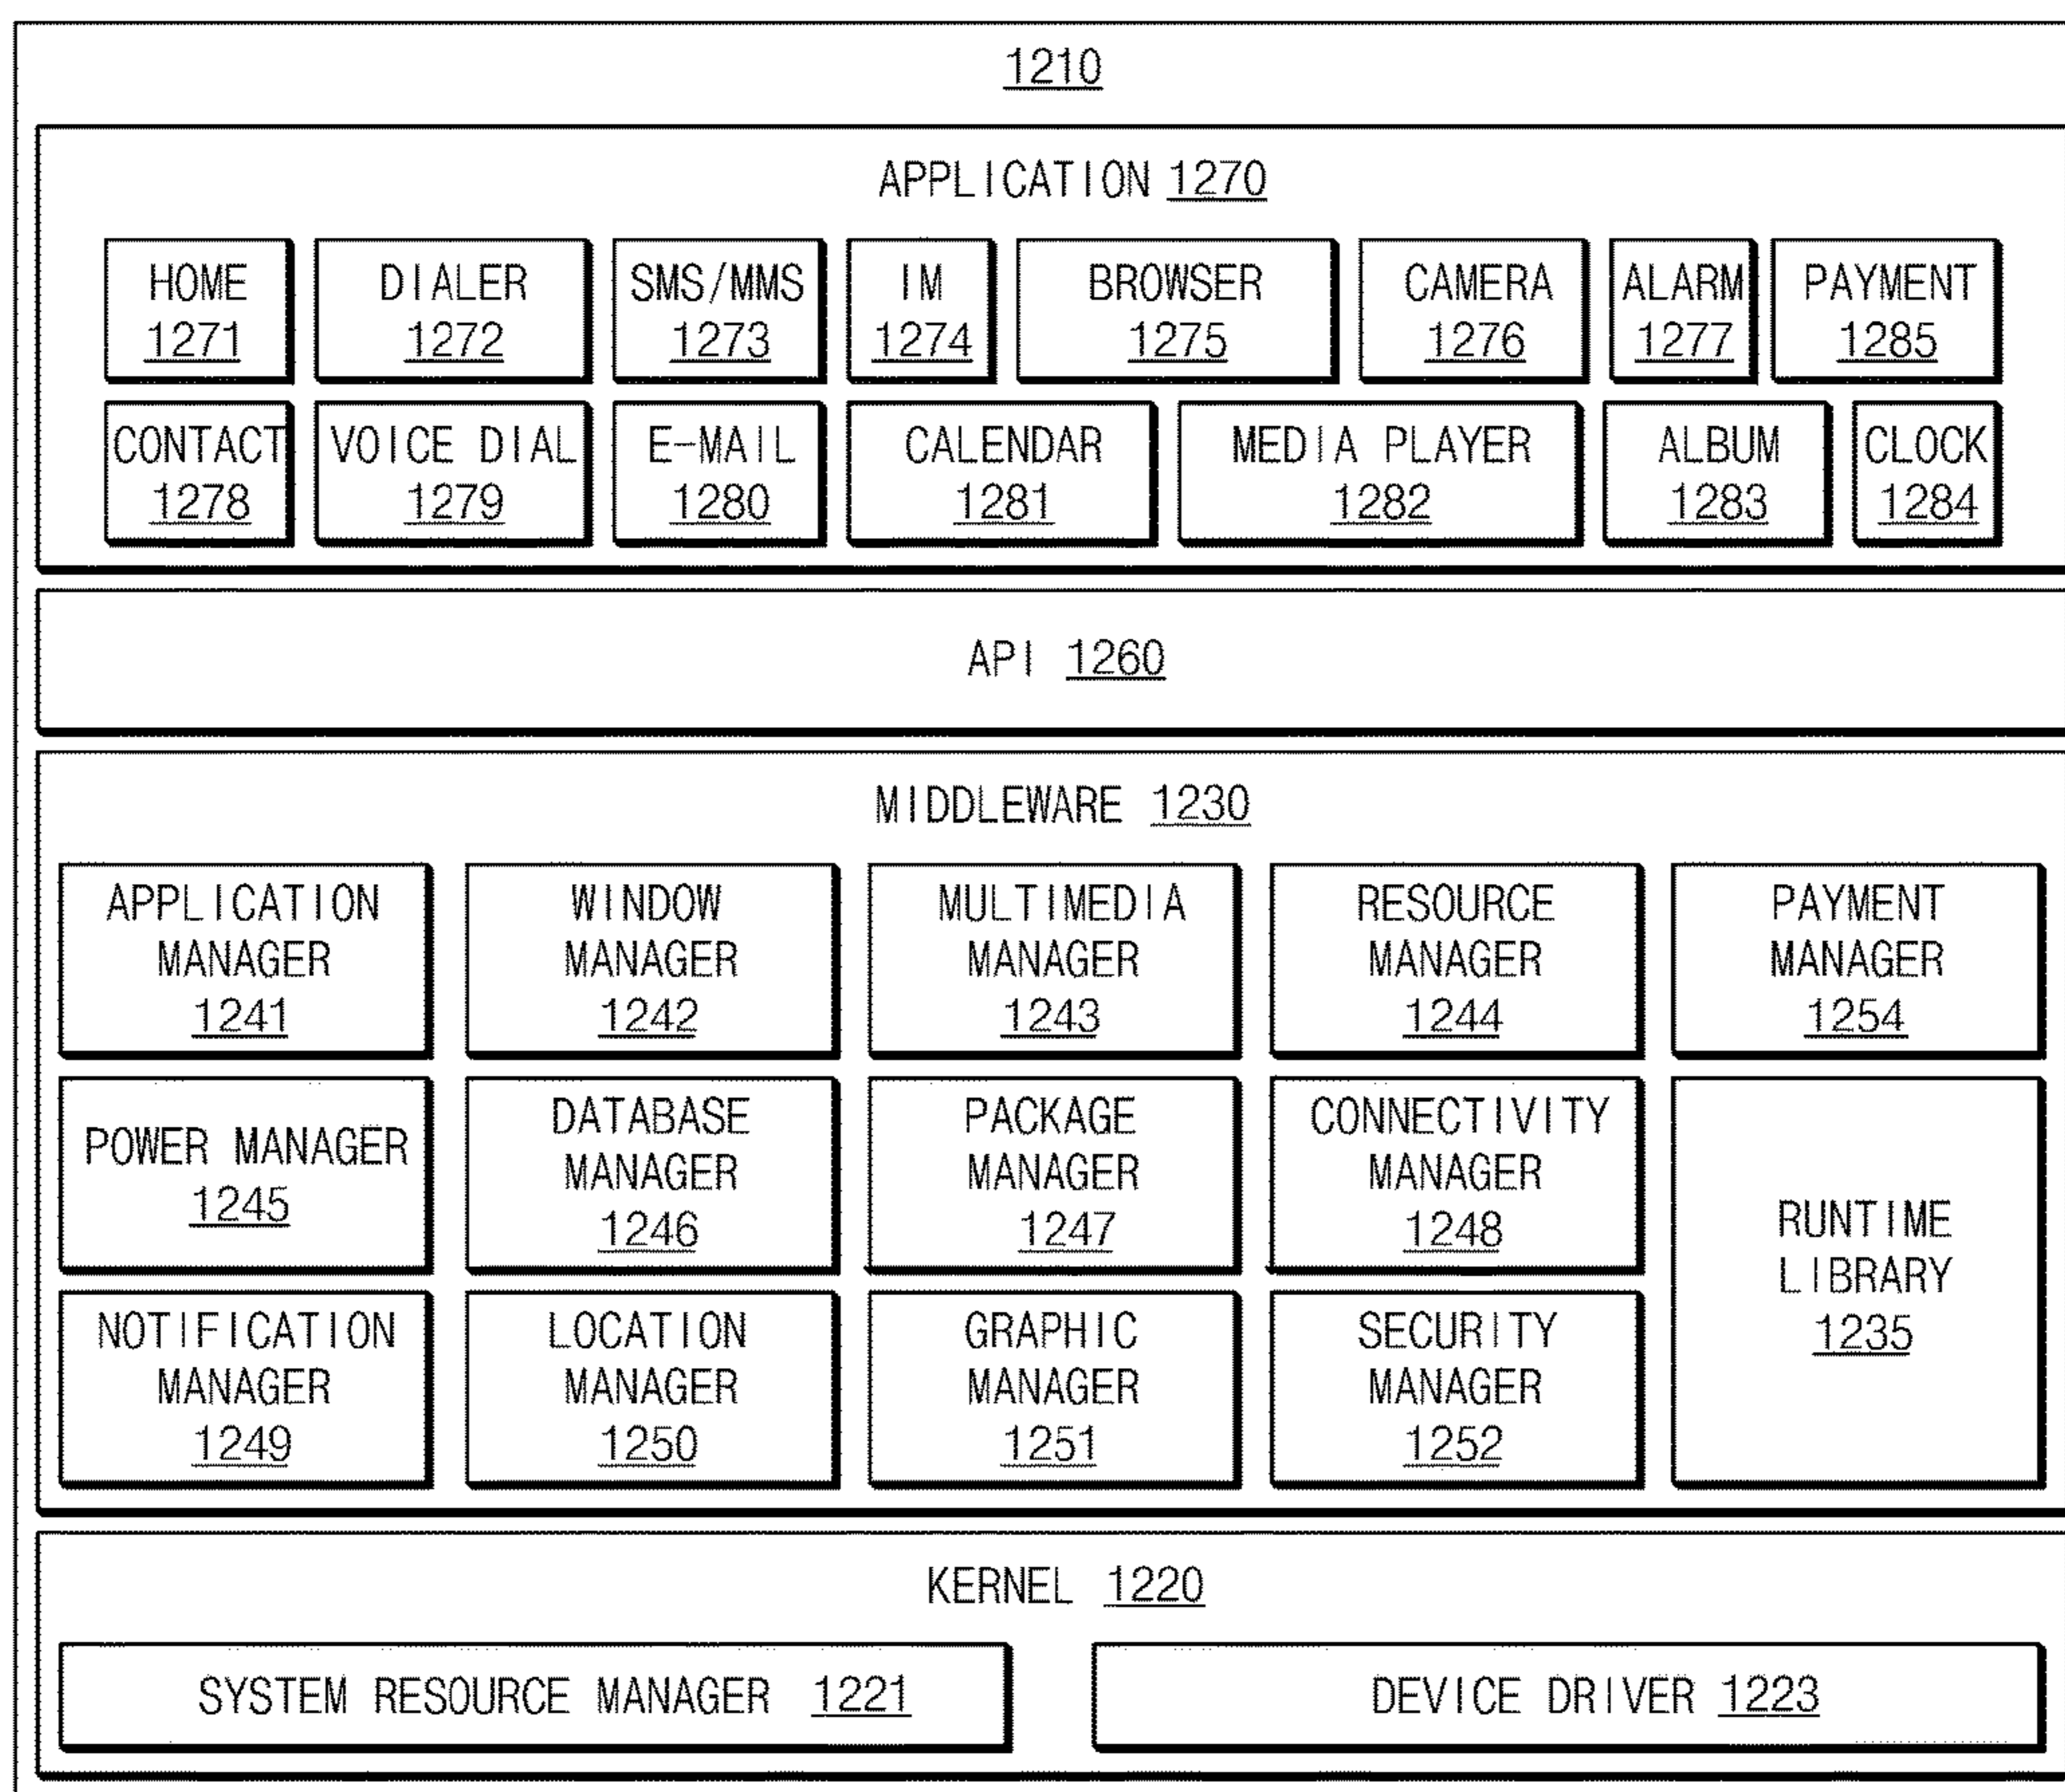 1210
APPLICATION 1270
HOME
1271
DIALER
1272
SMS/MMS
1273
IM
1274
BROWSER
1275
CAMERA
1276
ALARM
1277
PAYMENT
1285
CONTACT
1278
VOICE DIAL
1279
E-MAIL
1280
CALENDAR
1281
MEDIA PLAYER
1282
ALBUM
1283
CLOCK
1284
API 1260
MIDDLEWARE 1230
APPLICATION
MANAGER
1241
WINDOW
MANAGER
1242
MULTIMEDIA
MANAGER
1243
RESOURCE
MANAGER
1244
PAYMENT
MANAGER
1254
POWER MANAGER
1245
DATABASE
MANAGER
1246
PACKAGE
MANAGER
1247
CONNECTIVITY
MANAGER
1248
RUNTIME
LIBRARY
1235
NOTIFICATION
MANAGER
1249
LOCATION
MANAGER
1250
GRAPHIC
MANAGER
1251
SECURITY
MANAGER
1252
KERNEL 1220
SYSTEM RESOURCE MANAGER 1221
DEVICE DRIVER 1223